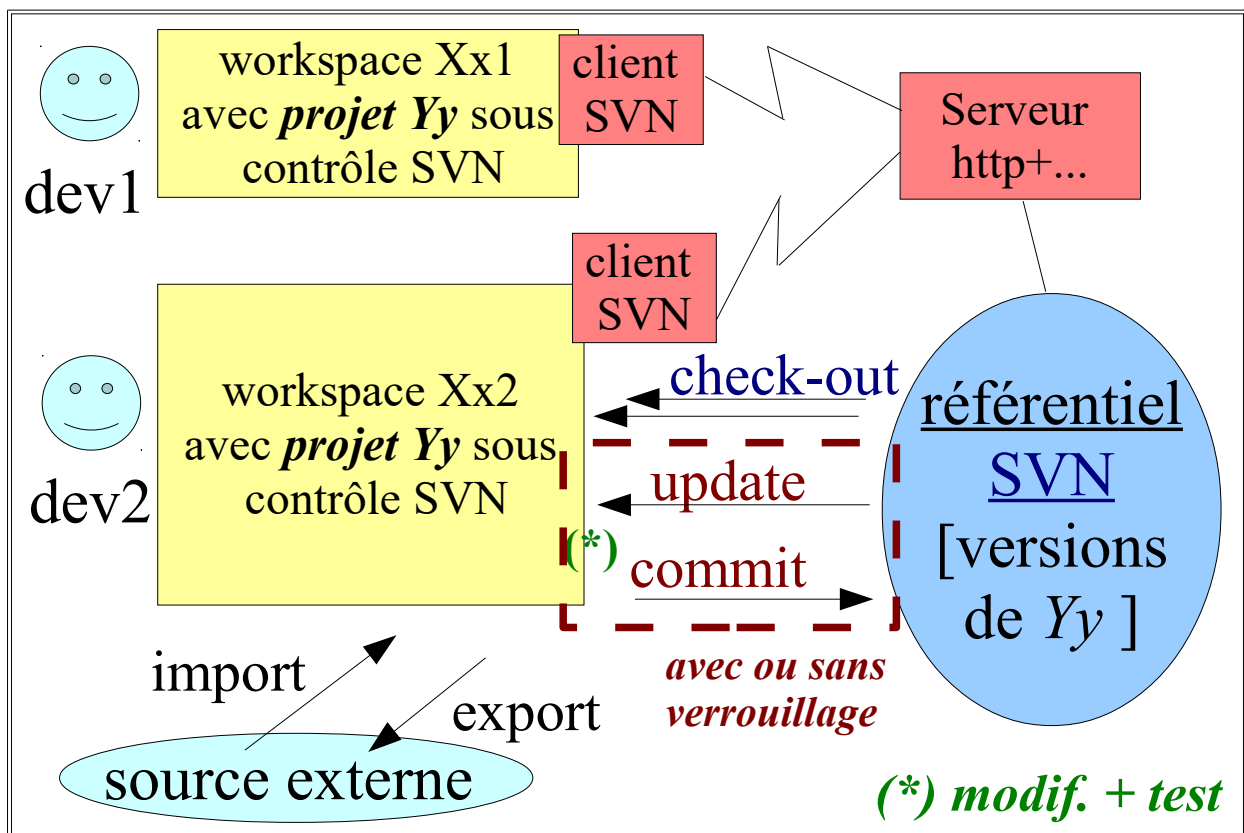 workspace Xx1
avec projet Yy sous
contrôle SVN
client
SVN
dev1
Serveur
http+...
client
SVN
workspace Xx2
avec projet Yy sous
contrôle SVN
dev2
check-out
update
(*)
commit
référentiel
SVN
[versions
de Yy ]
avec ou sans
verrouillage
import
export
source externe
(*) modif. + test